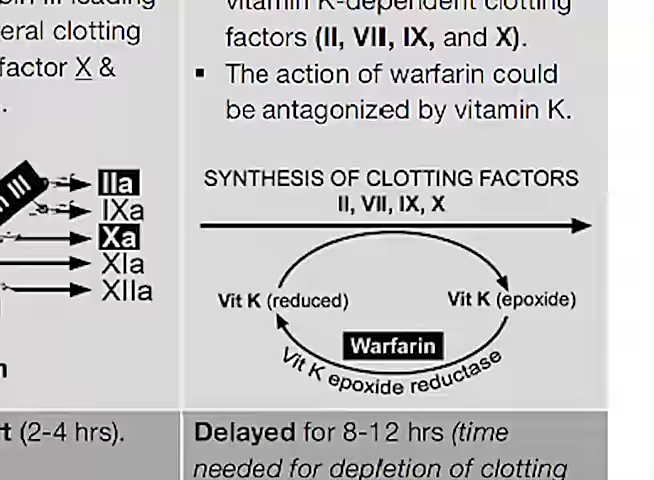 eral clotting
factor X &
.
III
IIa
IXa
Xa
XIa
XIIa
t (2-4 hrs).
vitamin K-dependent clotting
factors (II, VII, IX, and X).
▪ The action of warfarin could
be antagonized by vitamin K.
SYNTHESIS OF CLOTTING FACTORS
II, VII, IX, X
Vit K (reduced)
Vit K (epoxide)
Warfarin
Vit K epoxide reductase
Delayed for 8-12 hrs (time
needed for depletion of clotting